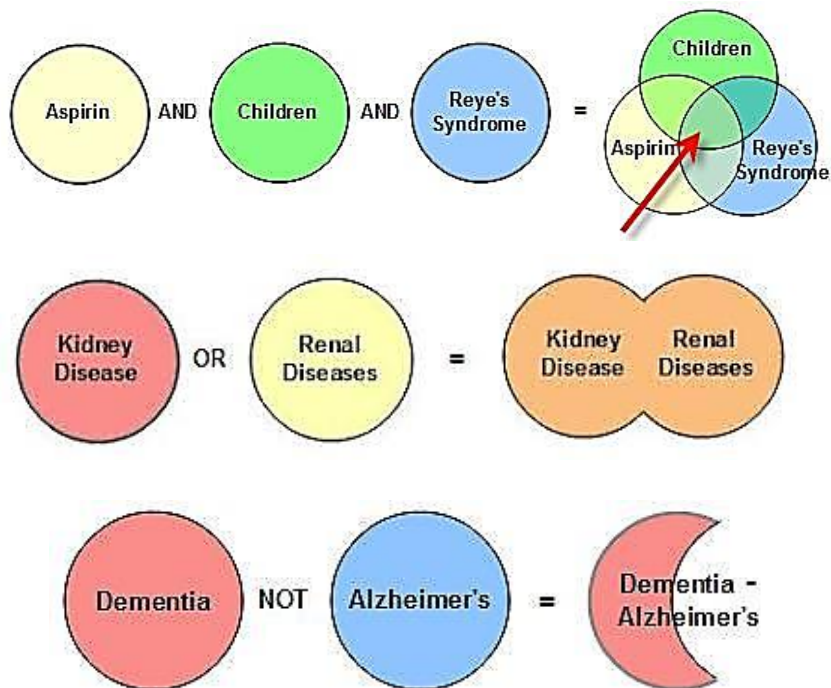 Aspirin AND Children AND Reye's Syndrome = Children Aspirin Reye's Syndrome
Kidney Disease OR Renal Diseases = Kidney Disease Renal Diseases
Dementia NOT Alzheimer's = Dementia - Alzheimer's